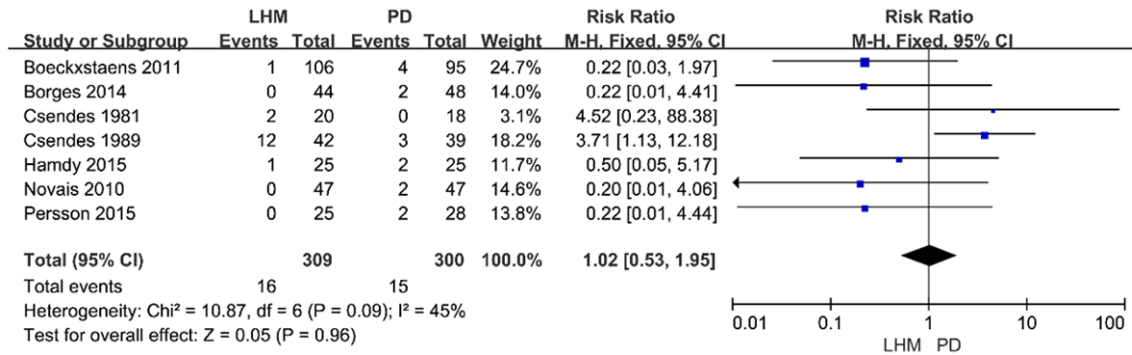 LHM PD Risk Ratio Risk Ratio
Study or Subgroup Events Total Events Total Weight M-H, Fixed, 95% CI M-H, Fixed, 95% CI
Boeckxstaens 2011 1 106 4 95 24.7% 0.22 [0.03, 1.97]
Borges 2014 0 44 2 48 14.0% 0.22 [0.01, 4.41]
Csendes 1981 2 20 0 18 3.1% 4.52 [0.23, 88.38]
Csendes 1989 12 42 3 39 18.2% 3.71 [1.13, 12.18]
Hamdy 2015 1 25 2 25 11.7% 0.50 [0.05, 5.17]
Novais 2010 0 47 2 47 14.6% 0.20 [0.01, 4.06]
Persson 2015 0 25 2 28 13.8% 0.22 [0.01, 4.44]
Total (95% CI) 309 300 100.0% 1.02 [0.53, 1.95]
Total events 16 15
Heterogeneity: Chi² = 10.87, df = 6 (P = 0.09); I² = 45%
Test for overall effect: Z = 0.05 (P = 0.96)
0.01 0.1 1 10 100
LHM PD